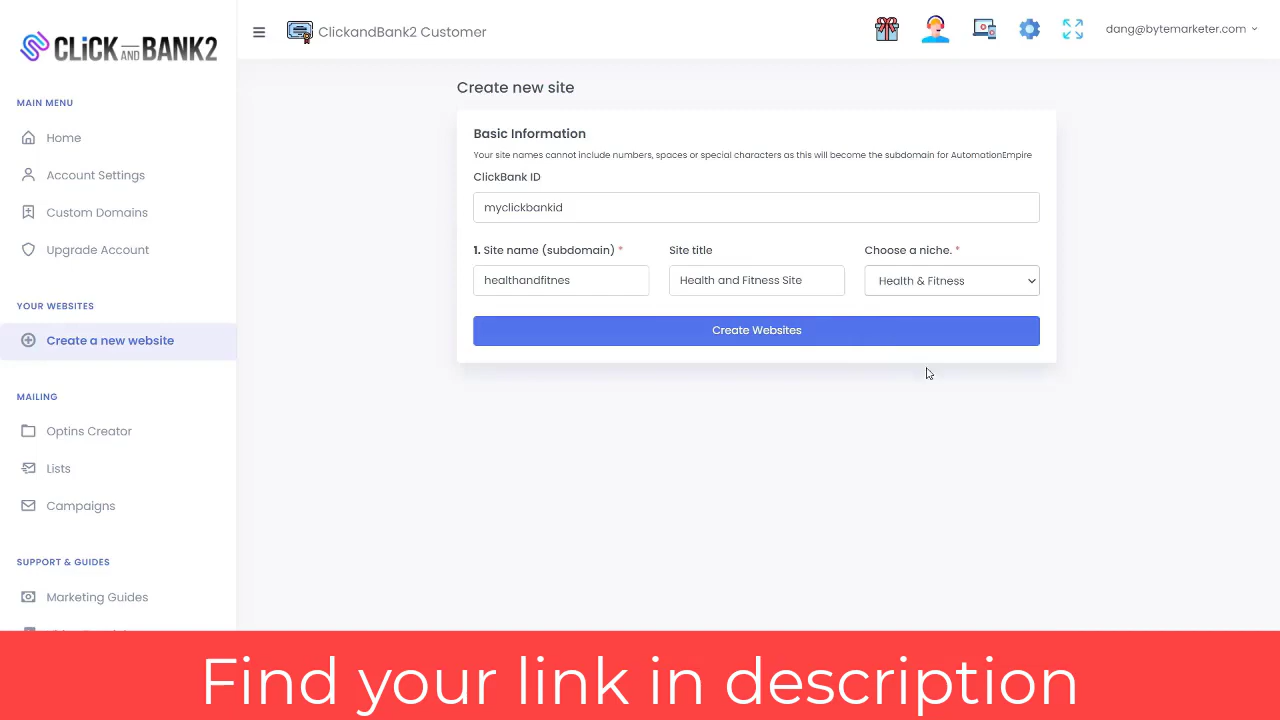 CLICK AND BANK2
ClickandBank2 Customer
dang@bytemarketer.com
MAIN MENU
Home
Account Settings
Custom Domains
Upgrade Account
YOUR WEBSITES
Create a new website
MAILING
Optins Creator
Lists
Campaigns
SUPPORT & GUIDES
Marketing Guides
Create new site
Basic Information
Your site names cannot include numbers, spaces or special characters as this will become the subdomain for AutomationEmpire
ClickBank ID
myclickbankid
1. Site name (subdomain) * Site title Choose a niche. *
healthandfitnes Health and Fitness Site Health & Fitness
Create Websites
Find your link in description